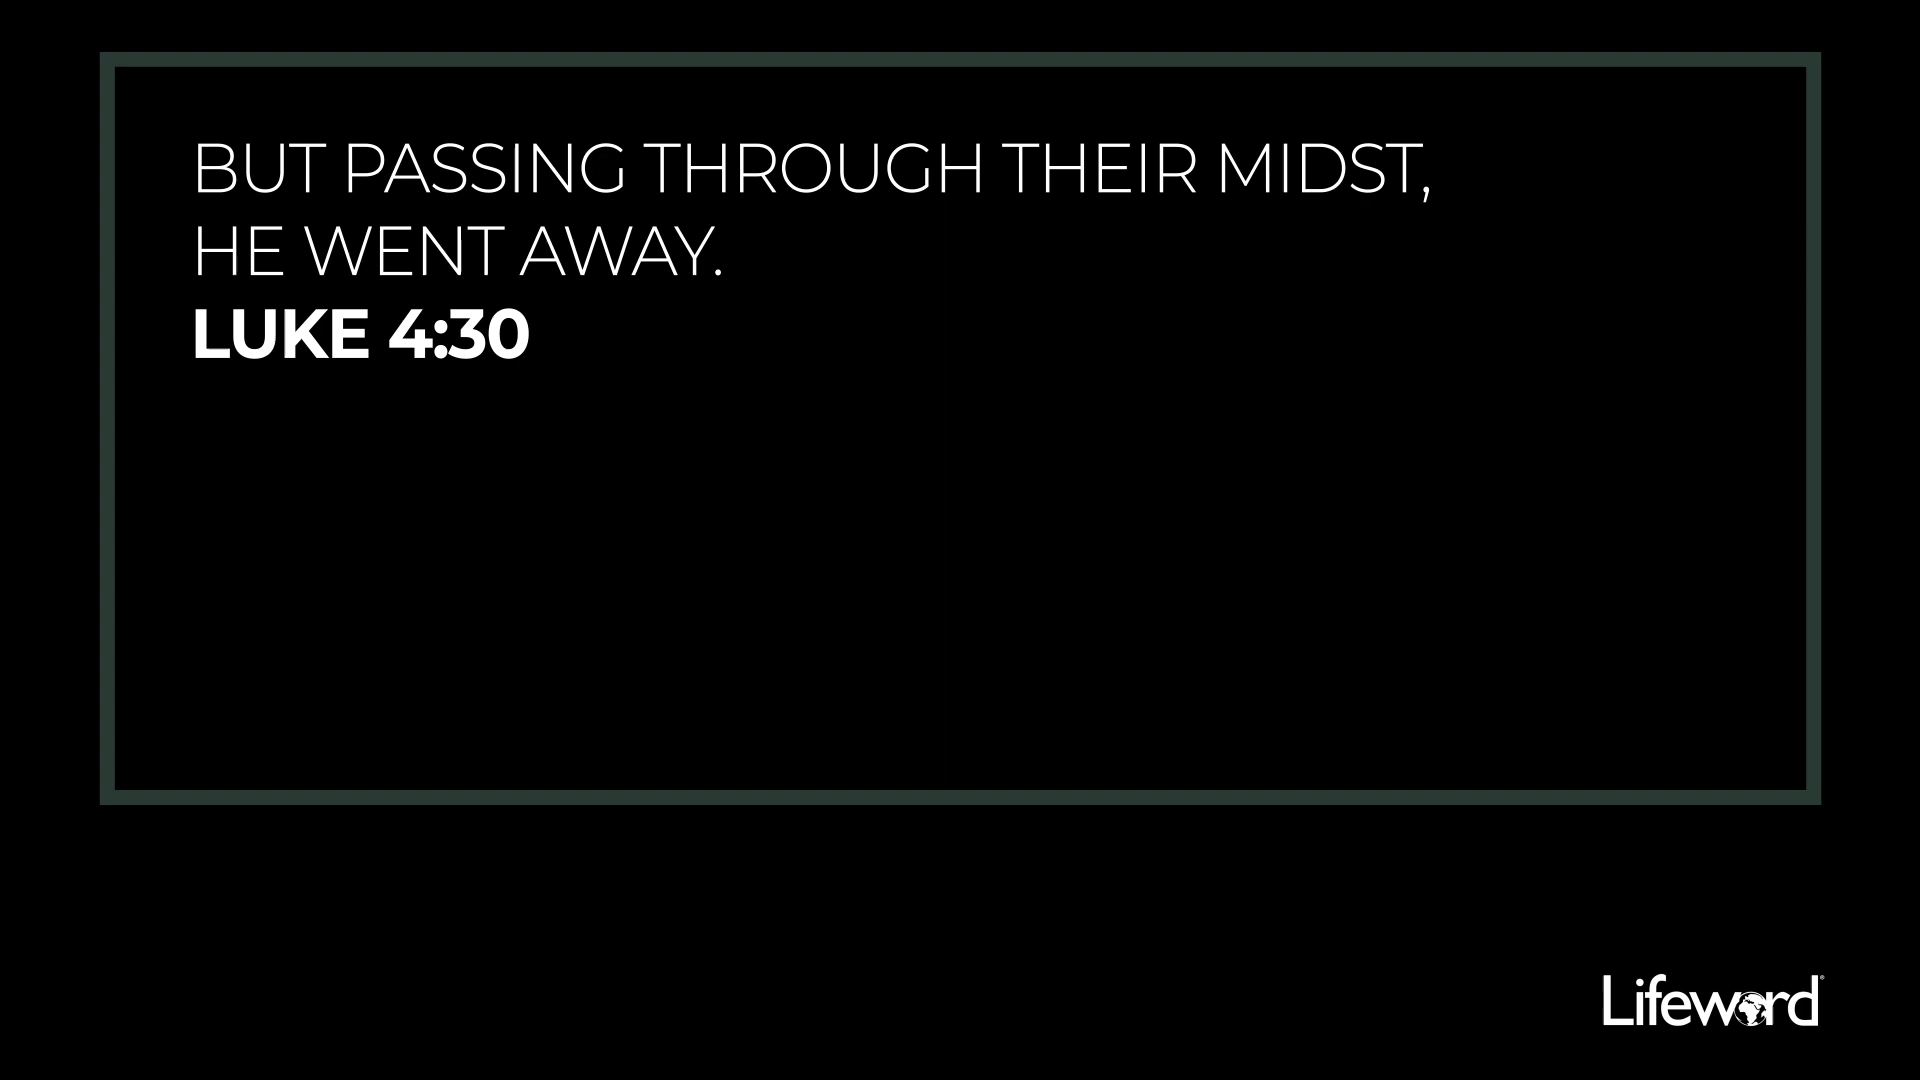 BUT PASSING THROUGH THEIR MIDST,
HE WENT AWAY.
LUKE 4:30
Lifeword®